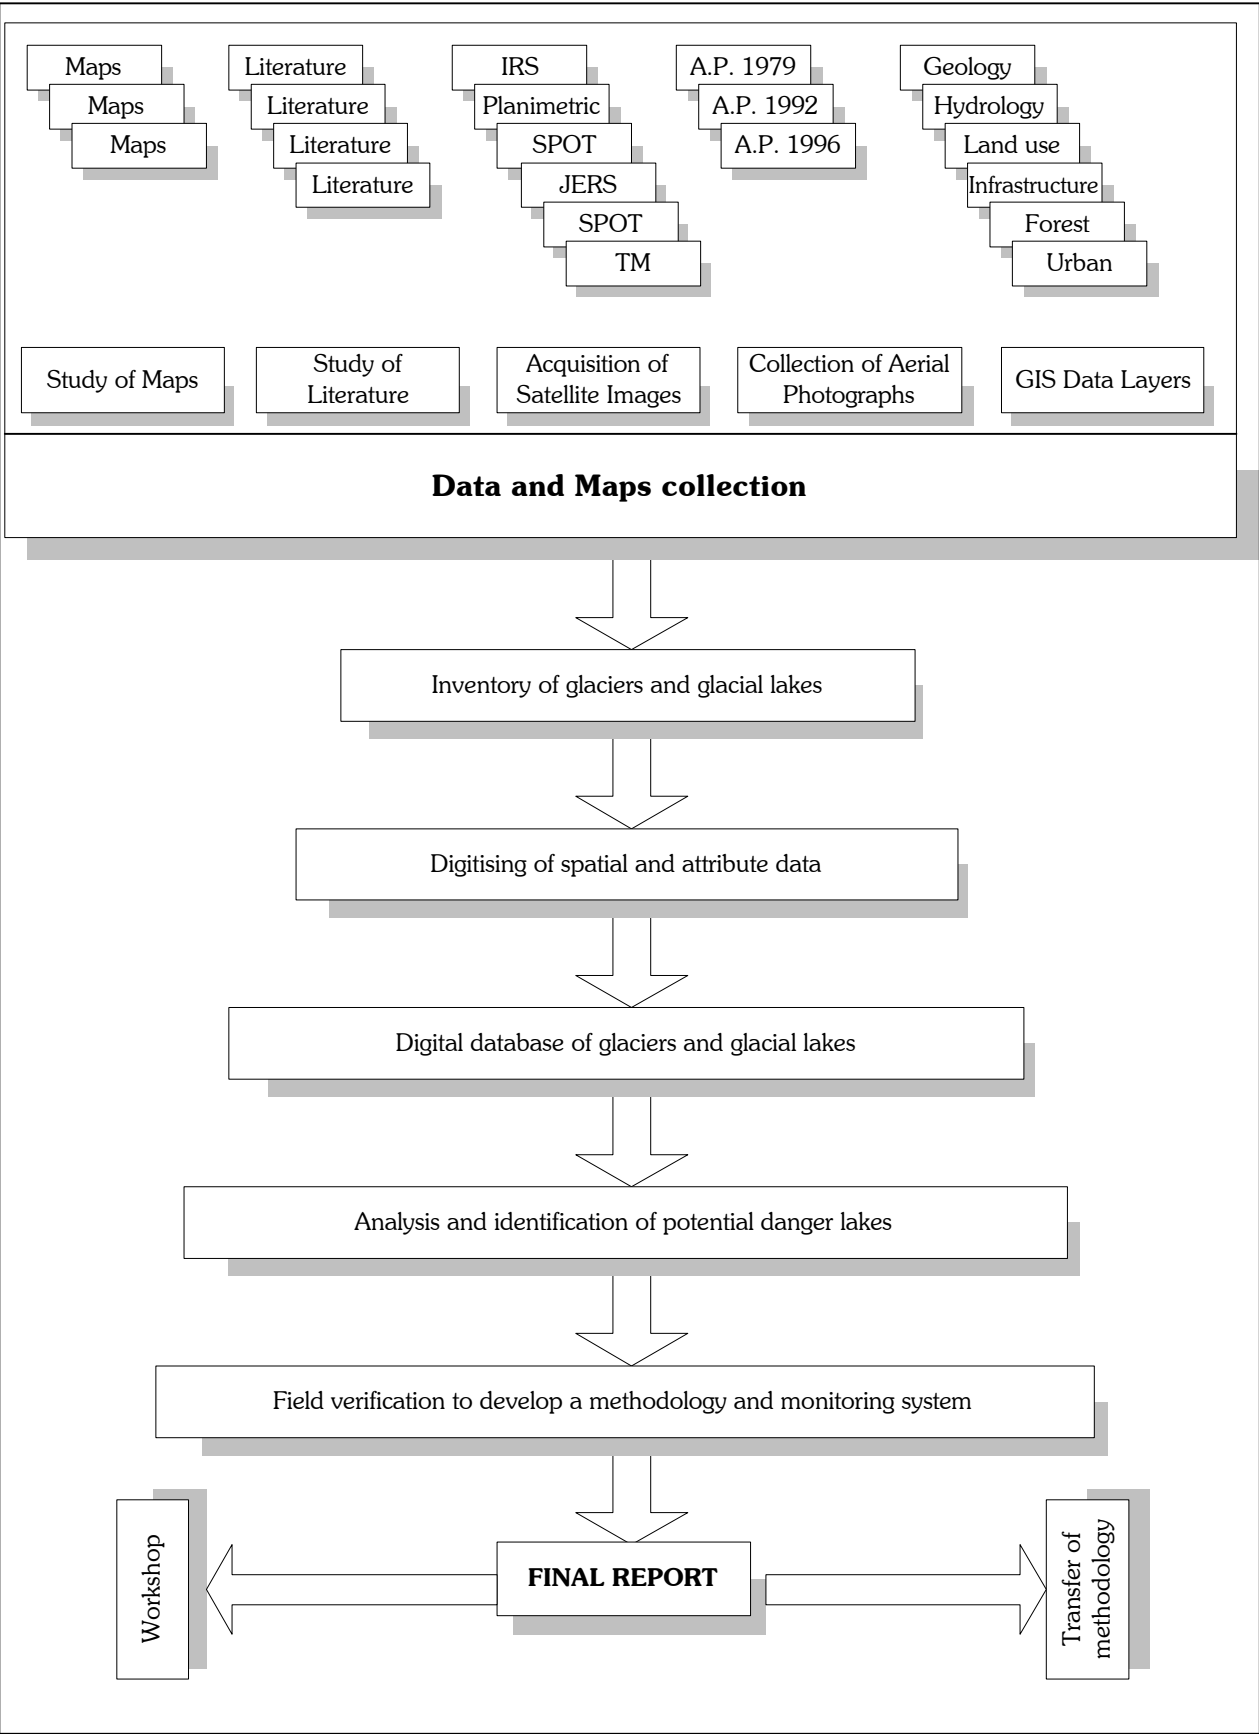 Maps
Maps
Maps
Literature
Literature
Literature
Literature
IRS
Planimetric
SPOT
JERS
SPOT
TM
A.P. 1979
A.P. 1992
A.P. 1996
Geology
Hydrology
Land use
Infrastructure
Forest
Urban
Study of Maps
Study of
Literature
Acquisition of
Satellite Images
Collection of Aerial
Photographs
GIS Data Layers
Data and Maps collection
Inventory of glaciers and glacial lakes
Digitising of spatial and attribute data
Digital database of glaciers and glacial lakes
Analysis and identification of potential danger lakes
Field verification to develop a methodology and monitoring system
Workshop
FINAL REPORT
Transfer of
methodology